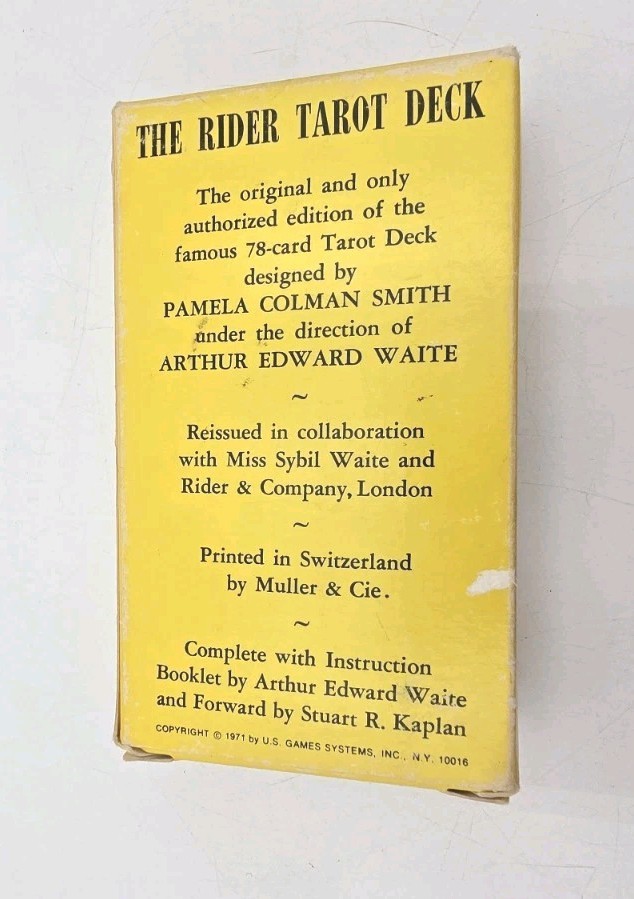 THE RIDER TAROT DECK
The original and only
authorized edition of the
famous 78-card Tarot Deck
designed by
PAMELA COLMAN SMITH
under the direction of
ARTHUR EDWARD WAITE
~
Reissued in collaboration
with Miss Sybil Waite and
Rider & Company, London
~
Printed in Switzerland
by Muller & Cie.
~
Complete with Instruction
Booklet by Arthur Edward Waite
and Forward by Stuart R. Kaplan
COPYRIGHT © 1971 by U.S. GAMES SYSTEMS, INC., N.Y. 10016